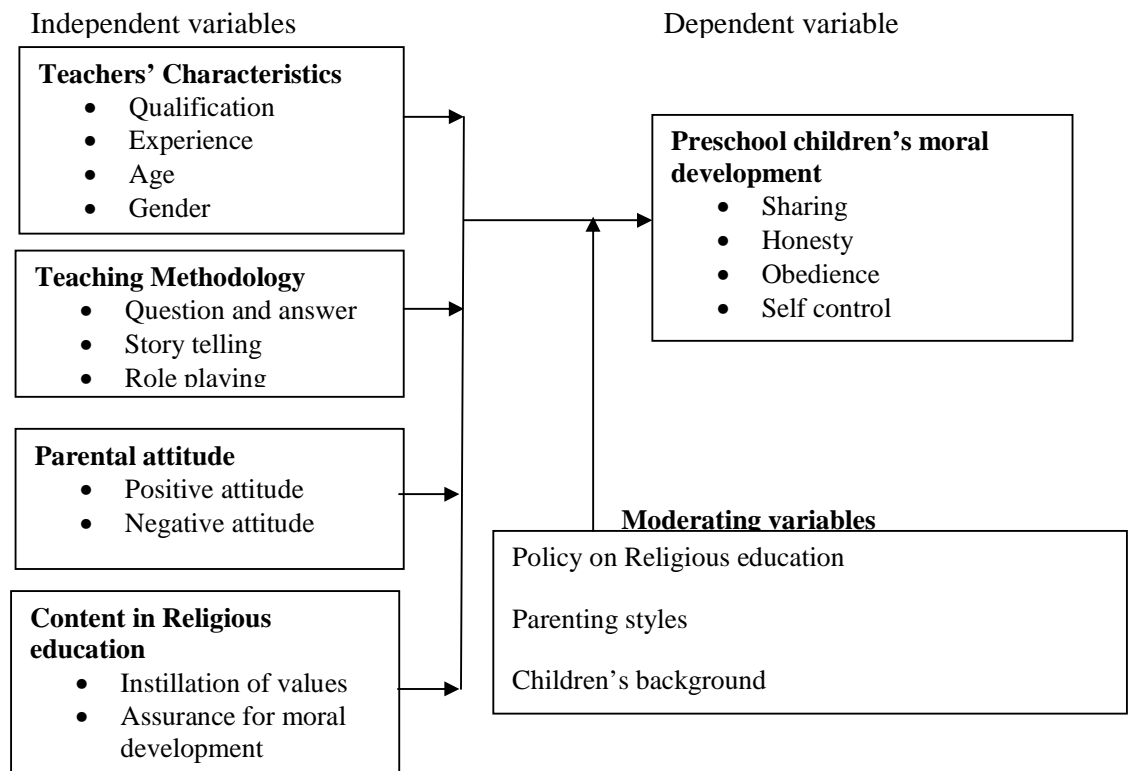 Independent variables
Dependent variable
Teachers’ Characteristics
• Qualification
• Experience
• Age
• Gender
Teaching Methodology
• Question and answer
• Story telling
• Role playing
Parental attitude
• Positive attitude
• Negative attitude
Content in Religious
education
• Instillation of values
• Assurance for moral
development
Preschool children’s moral
development
• Sharing
• Honesty
• Obedience
• Self control
Moderating variables
Policy on Religious education
Parenting styles
Children’s background